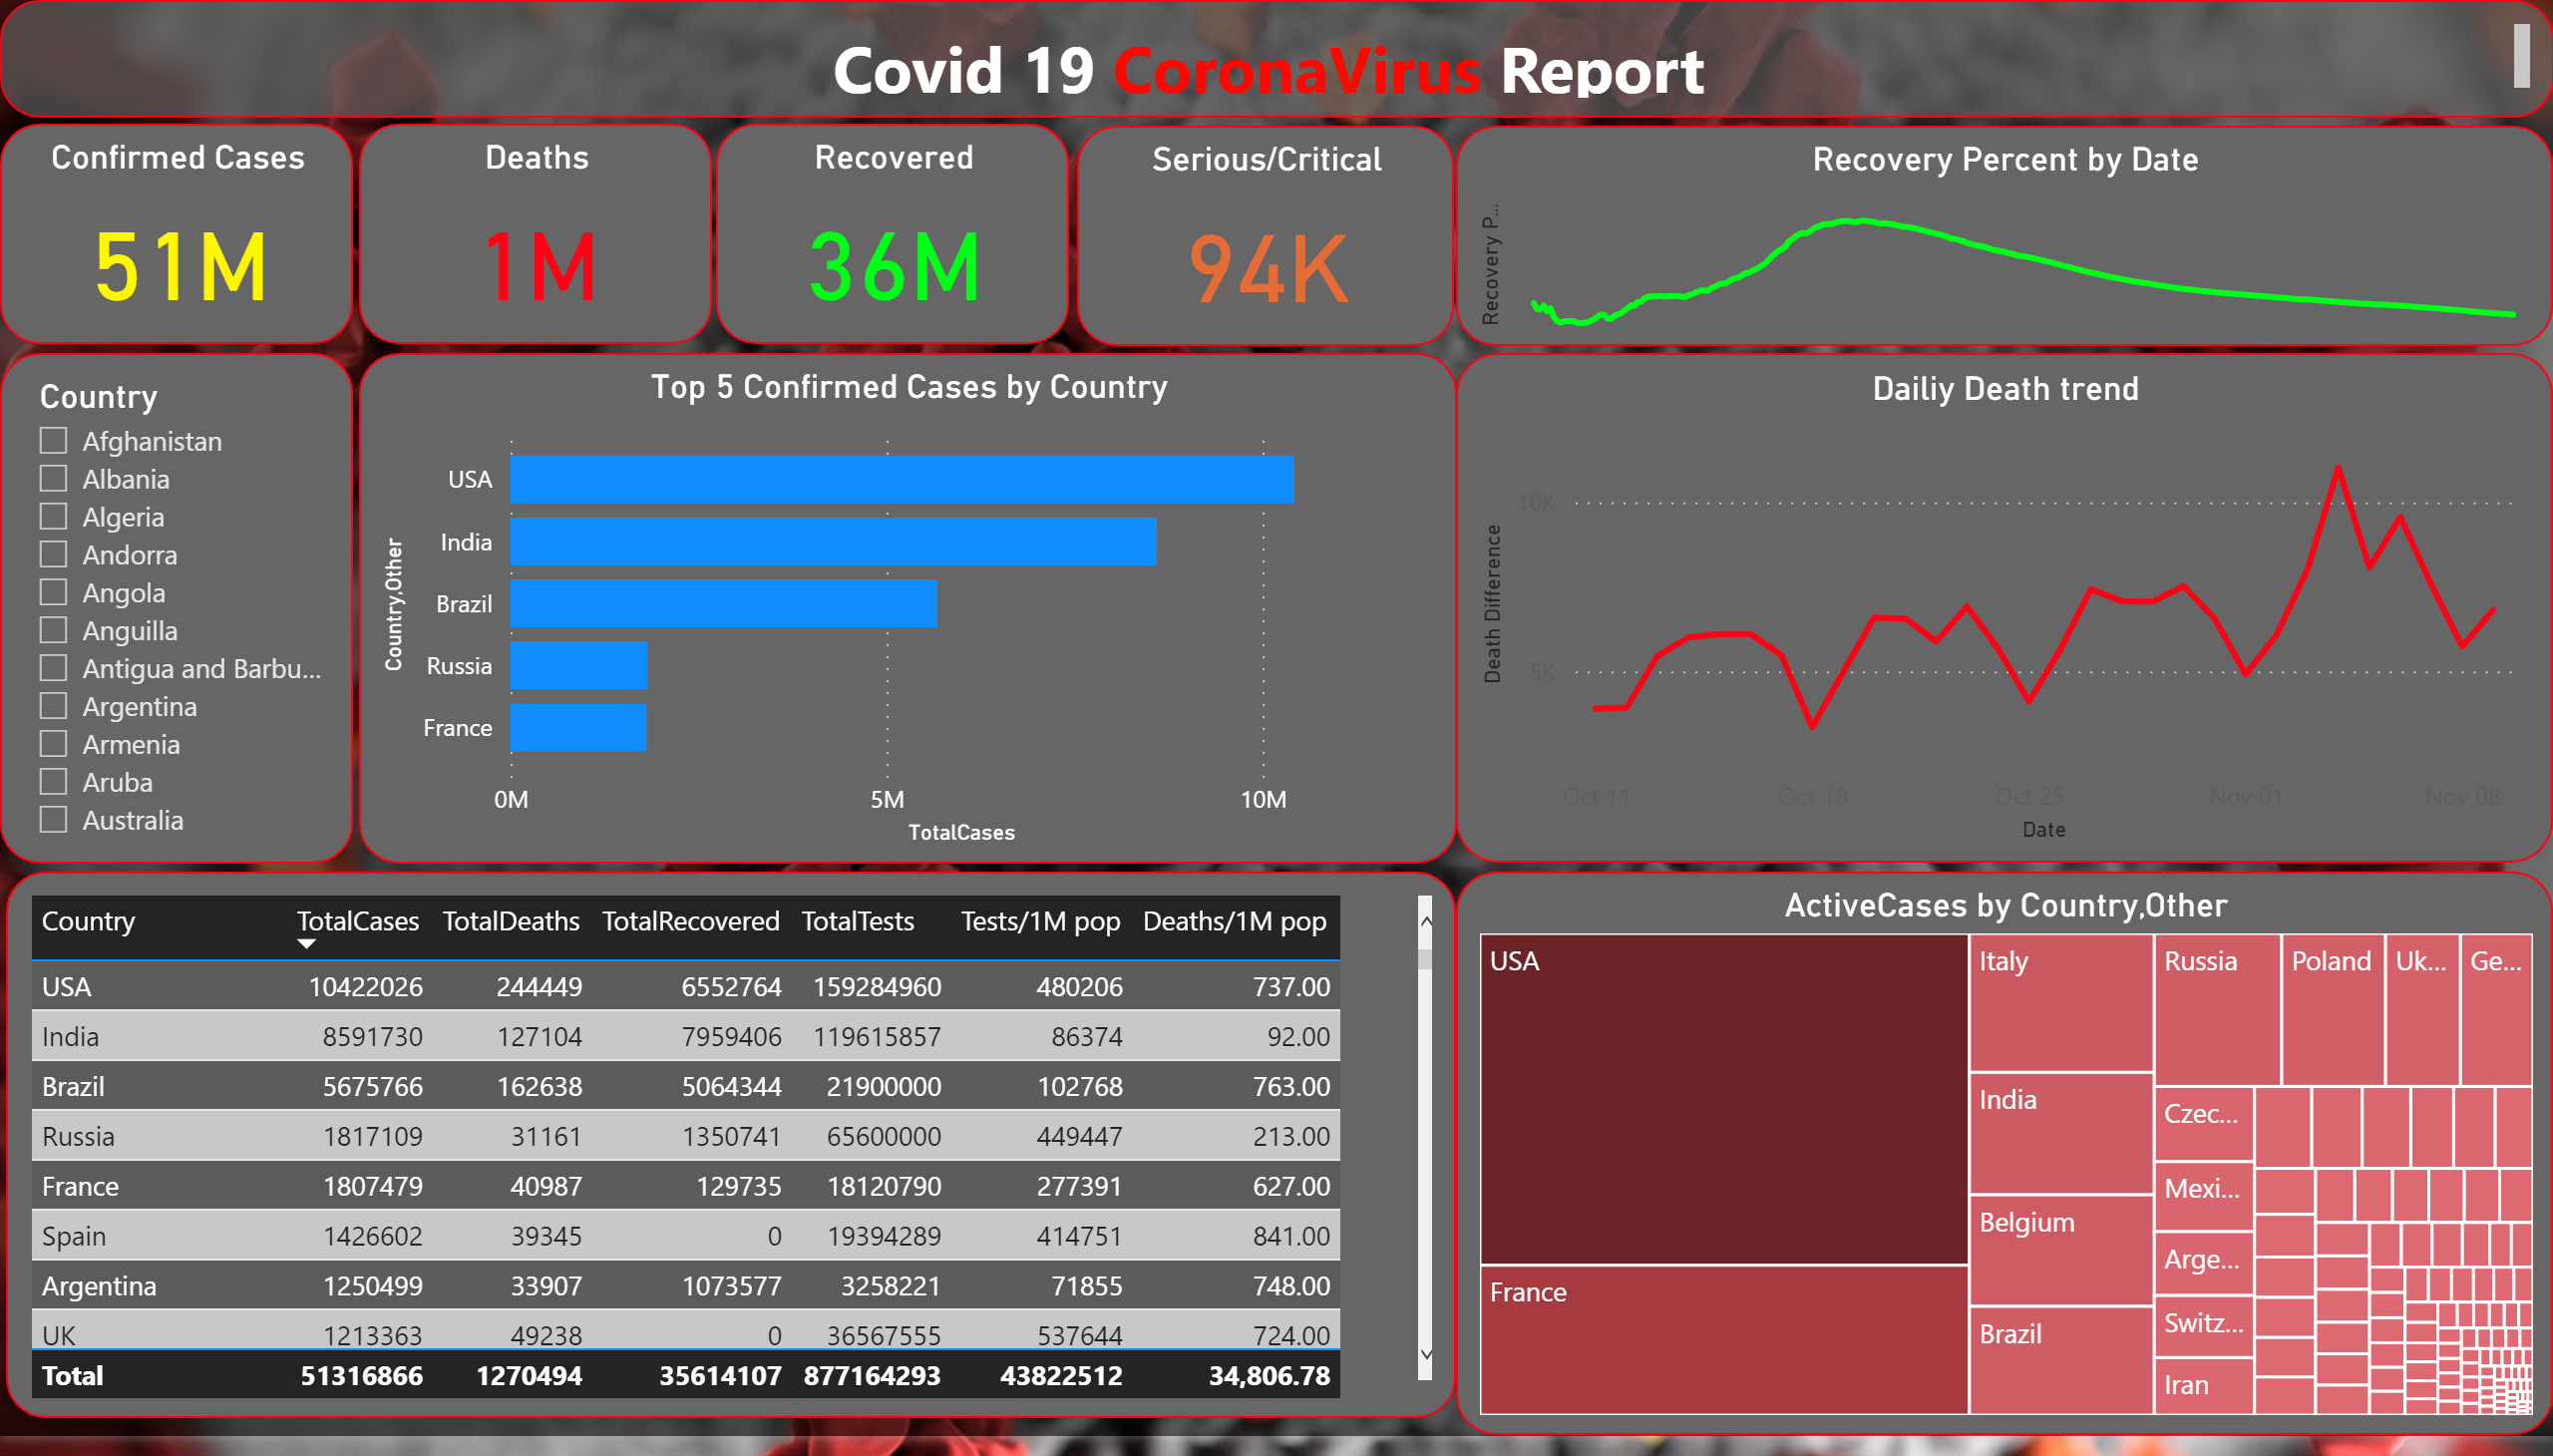 Covid 19 CoronaVirus Report
Confirmed Cases
51M
Deaths
1M
Recovered
36M
Serious/Critical
94K
Recovery Percent by Date
Recovery P...
Country
Afghanistan
Albania
Algeria
Andorra
Angola
Anguilla
Antigua and Barbu...
Argentina
Armenia
Aruba
Australia
Top 5 Confirmed Cases by Country
Country,Other
USA
India
Brazil
Russia
France
0M 5M 10M
TotalCases
Dailiy Death trend
Death Difference
10K
5K
Oct 11 Oct 18 Oct 25 Nov 01 Nov 08
Date
Country TotalCases TotalDeaths TotalRecovered TotalTests Tests/1M pop Deaths/1M pop
USA 10422026 244449 6552764 159284960 480206 737.00
India 8591730 127104 7959406 119615857 86374 92.00
Brazil 5675766 162638 5064344 21900000 102768 763.00
Russia 1817109 31161 1350741 65600000 449447 213.00
France 1807479 40987 129735 18120790 277391 627.00
Spain 1426602 39345 0 19394289 414751 841.00
Argentina 1250499 33907 1073577 3258221 71855 748.00
UK 1213363 49238 0 36567555 537644 724.00
Total 51316866 1270494 35614107 877164293 43822512 34,806.78
ActiveCases by Country,Other
USA
France
Italy
India
Belgium
Brazil
Russia
Poland
Uk...
Ge...
Czec...
Mexi...
Arge...
Switz...
Iran